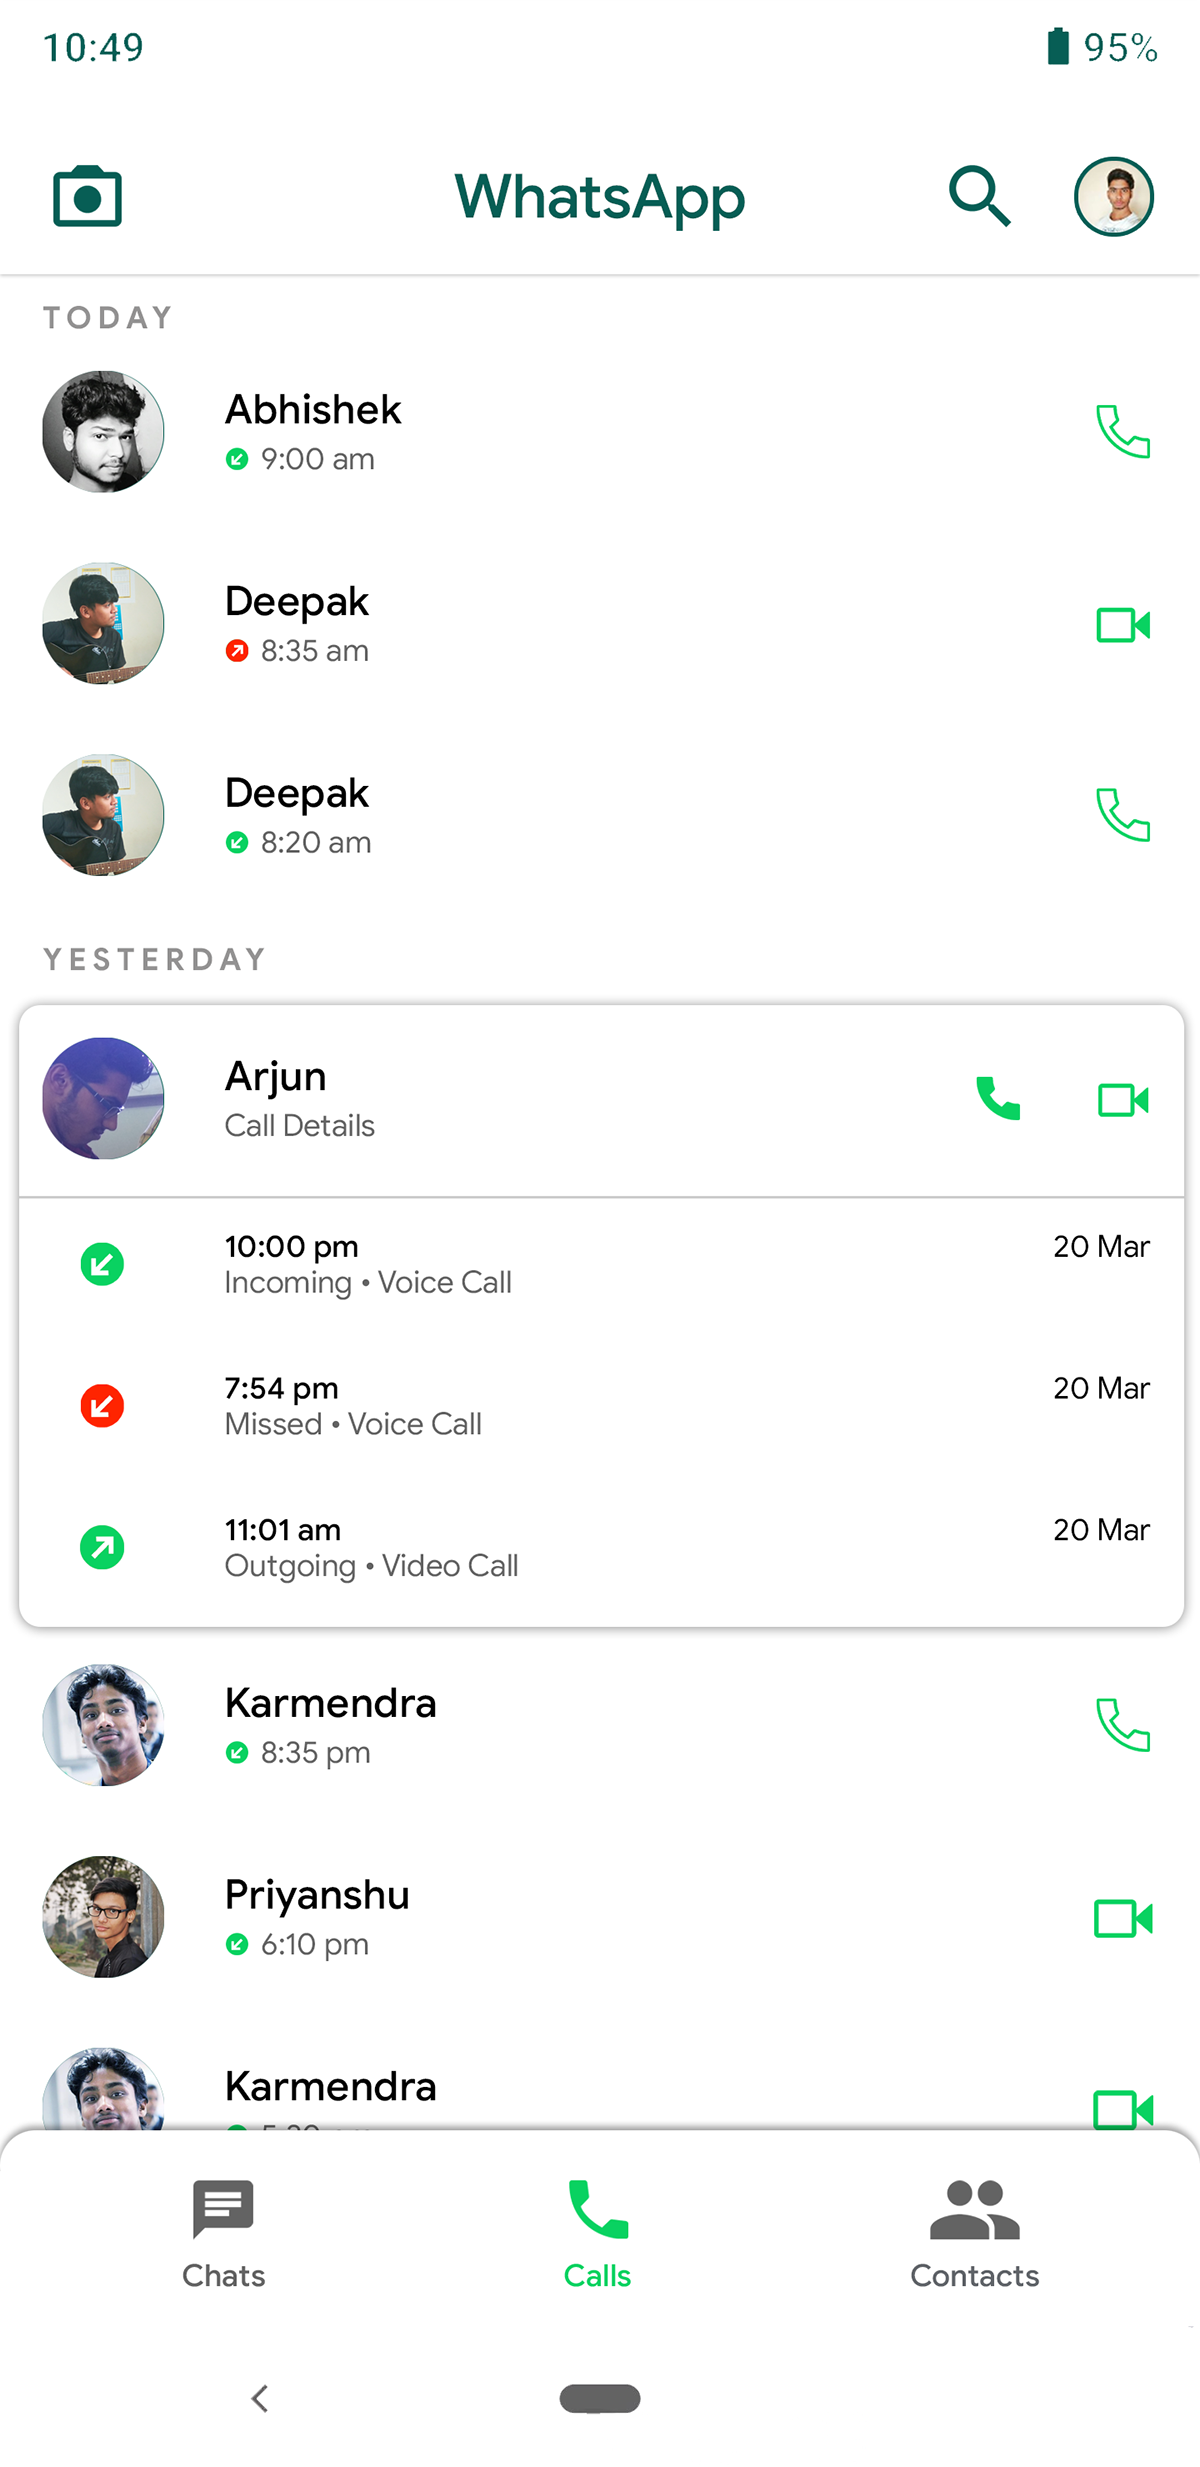 10:49
95%
WhatsApp
TODAY
Abhishek
9:00 am
Deepak
8:35 am
Deepak
8:20 am
YESTERDAY
Arjun
Call Details
10:00 pm
20 Mar
Incoming • Voice Call
7:54 pm
20 Mar
Missed • Voice Call
11:01 am
20 Mar
Outgoing • Video Call
Karmendra
8:35 pm
Priyanshu
6:10 pm
Karmendra
Chats
Calls
Contacts